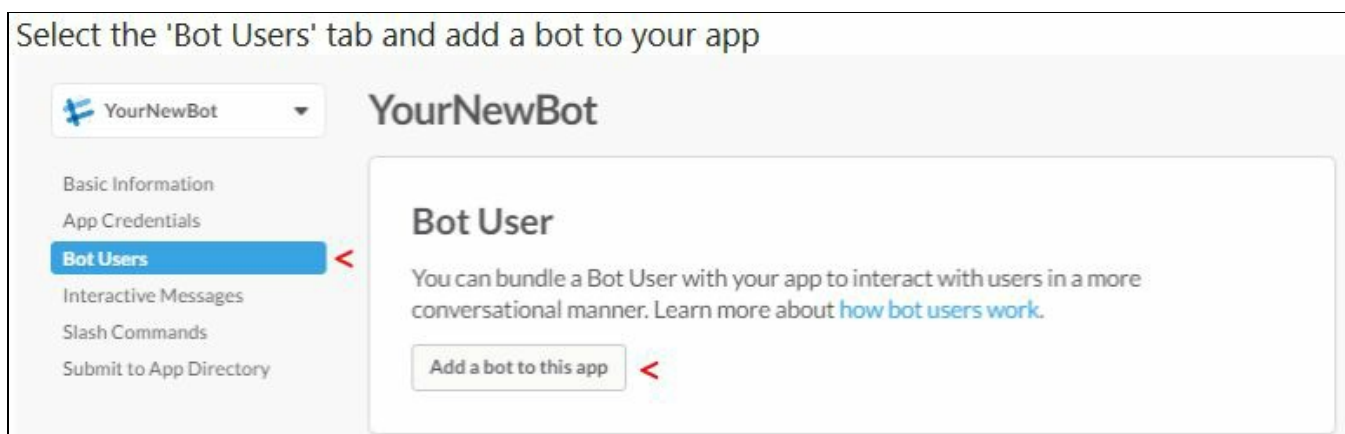 Select the 'Bot Users' tab and add a bot to your app
YourNewBot
YourNewBot
Basic Information
App Credentials
Bot Users
Interactive Messages
Slash Commands
Submit to App Directory
Bot User
You can bundle a Bot User with your app to interact with users in a more
conversational manner. Learn more about how bot users work.
Add a bot to this app